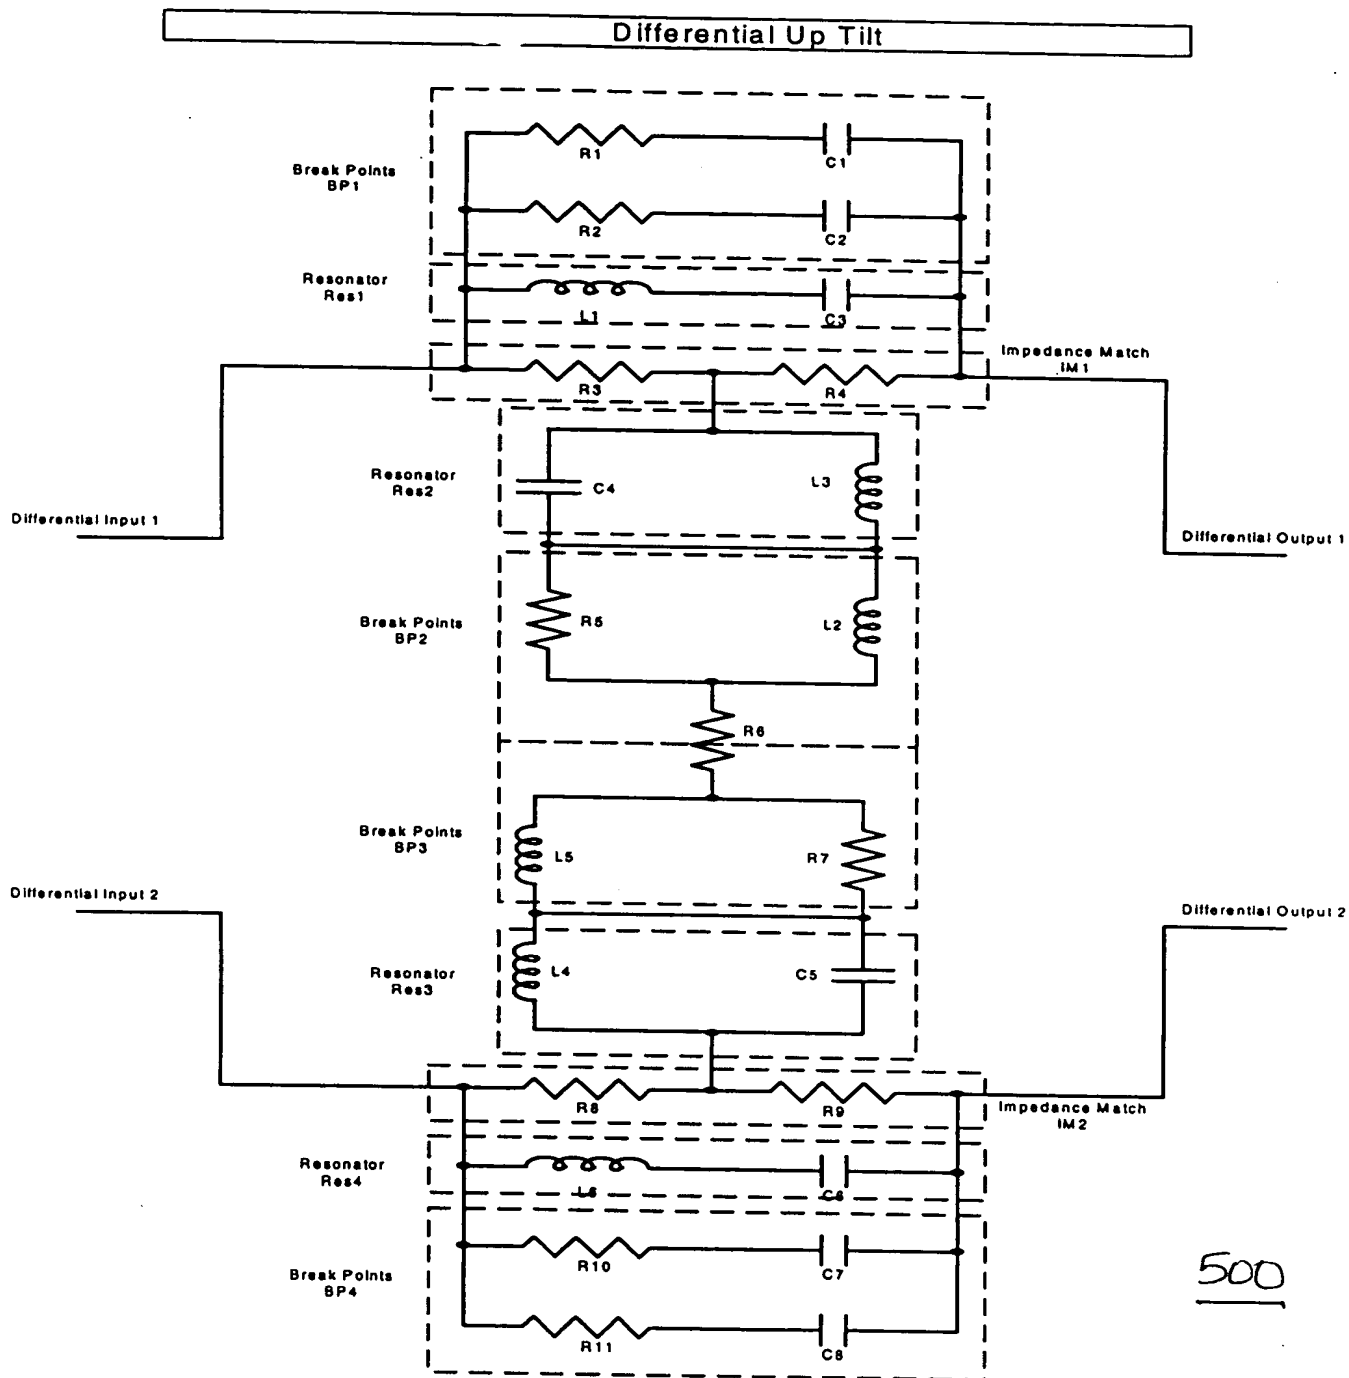 Differential Up Tilt
R1
C1
Break Points
BP1
R2
C2
Resonator
Res1
L1
C3
Impedance Match
IM1
R3
R4
Resonator
Res2
C4
L3
Differential Input 1
Differential Output 1
Break Points
BP2
R5
L2
R6
Break Points
BP3
L5
R7
Differential Input 2
Differential Output 2
Resonator
Res3
L4
C5
R8
R9
Impedance Match
IM2
Resonator
Res4
L6
C6
R10
C7
Break Points
BP4
500
R11
C8